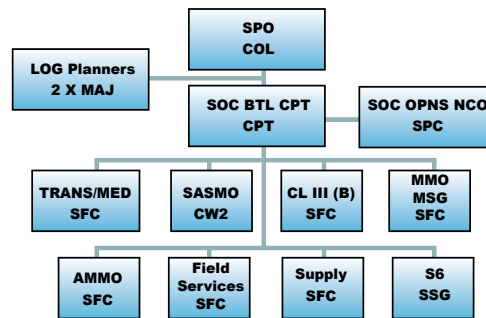 SPO
COL
LOG Planners
2 X MAJ
SOC BTL CPT
CPT
SOC OPNS NCO
SPC
TRANS/MED
SFC
SASMO
CW2
CL III (B)
SFC
MMO
MSG
SFC
AMMO
SFC
Field
Services
SFC
Supply
SFC
S6
SSG